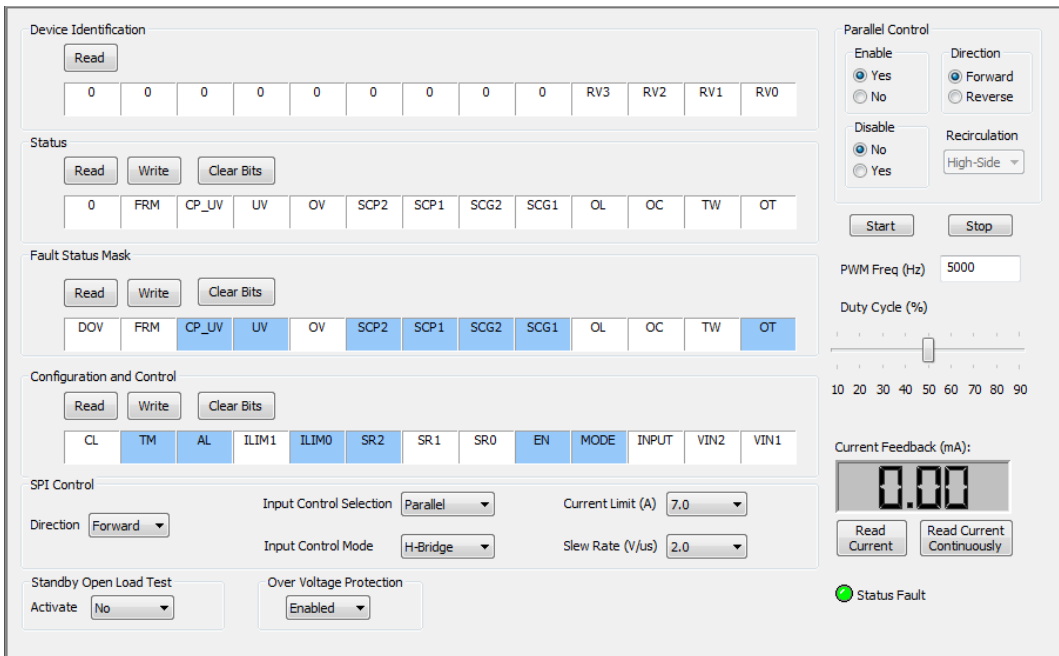 Device Identification
Read
0 0 0 0 0 0 0 0 0 RV3 RV2 RV1 RV0
Status
Read Write Clear Bits
0 FRM CP_UV UV OV SCP2 SCP1 SCG2 SCG1 OL OC TW OT
Fault Status Mask
Read Write Clear Bits
DOV FRM CP_UV UV OV SCP2 SCP1 SCG2 SCG1 OL OC TW OT
Configuration and Control
Read Write Clear Bits
CL TM AL ILIM1 ILIM0 SR2 SR1 SR0 EN MODE INPUT VIN2 VIN1
SPI Control
Direction Forward
Input Control Selection Parallel
Input Control Mode H-Bridge
Current Limit (A) 7.0
Slew Rate (V/us) 2.0
Standby Open Load Test
Activate No
Over Voltage Protection
Enabled
Parallel Control
Enable
Yes
No
Direction
Forward
Reverse
Disable
No
Yes
Recirculation
High-Side
Start Stop
PWM Freq (Hz) 5000
Duty Cycle (%)
10 20 30 40 50 60 70 80 90
Current Feedback (mA):
0.00
Read
Current
Read Current
Continuously
Status Fault